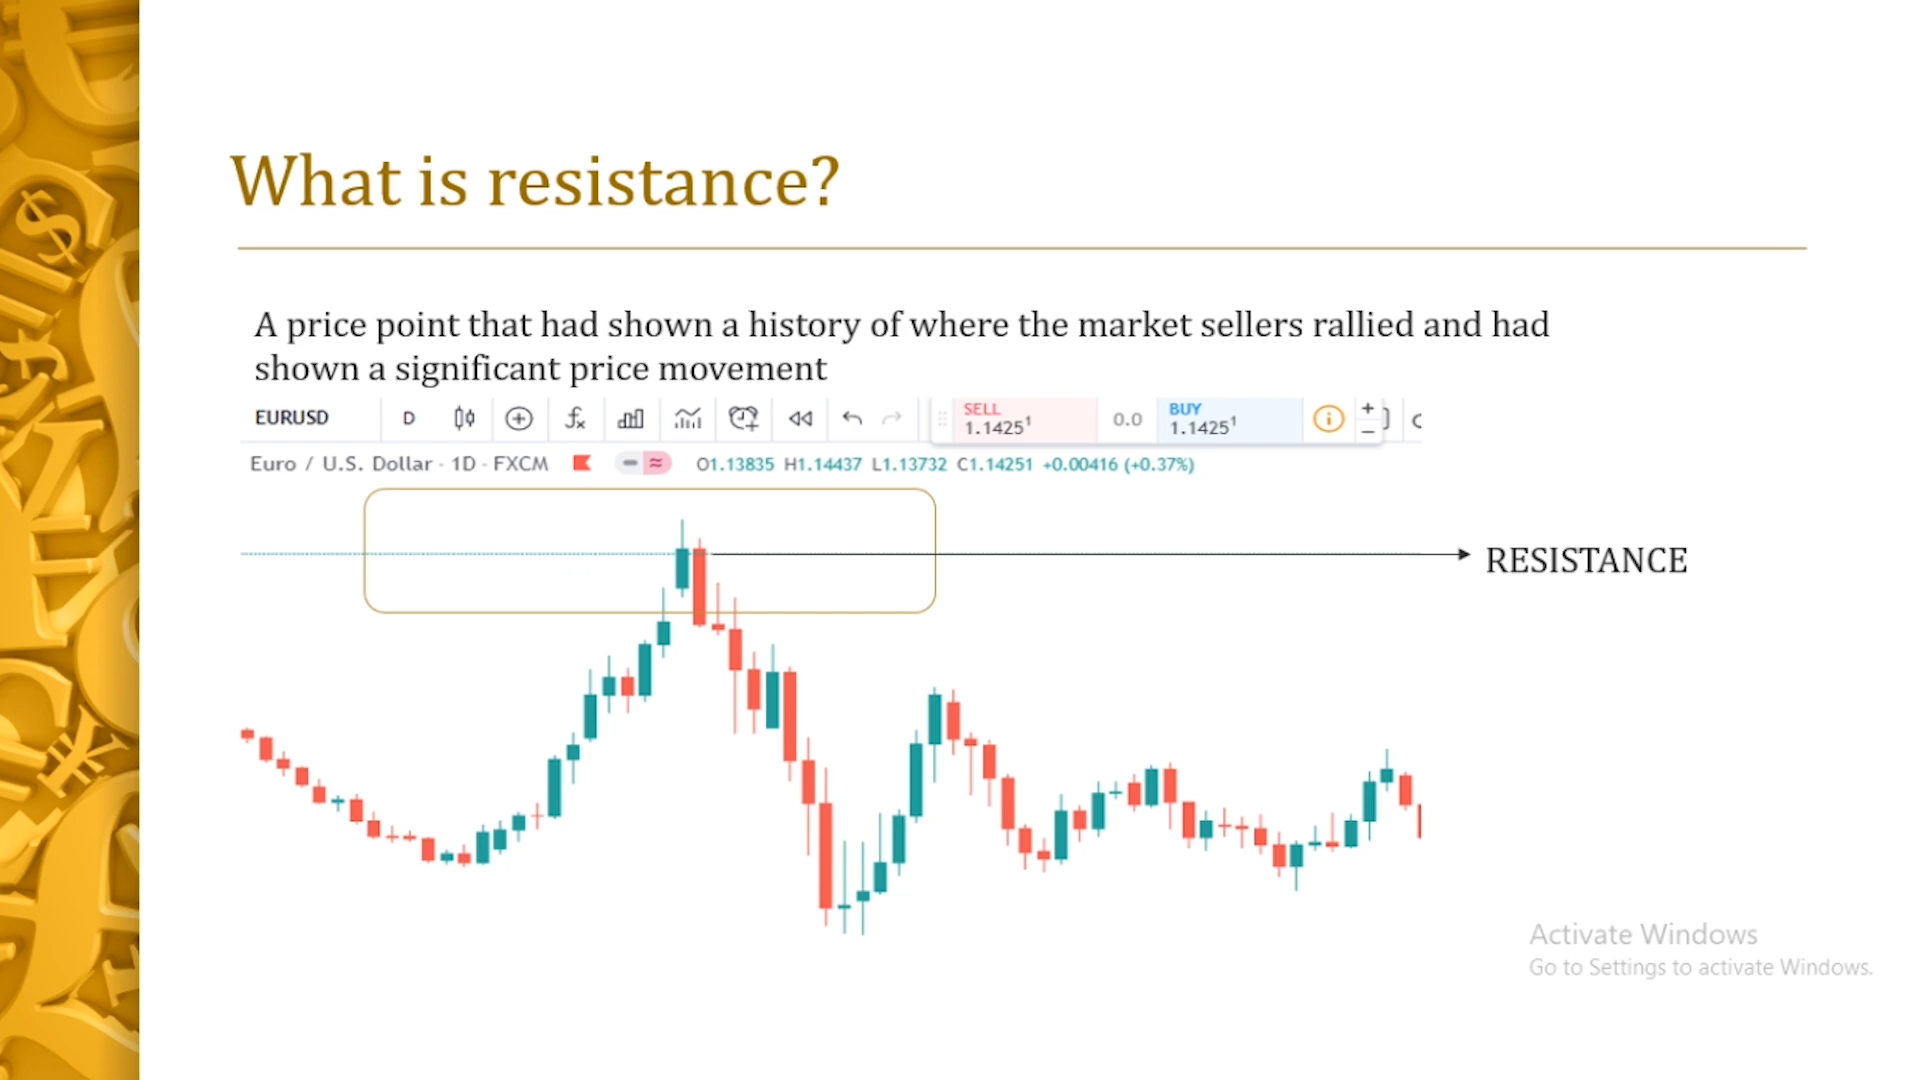 What is resistance?
A price point that had shown a history of where the market sellers rallied and had
shown a significant price movement
EURUSD D fx SELL 1.1425¹ 0.0 BUY 1.1425¹
Euro / U.S. Dollar · 1D · FXCM O1.13835 H1.14437 L1.13732 C1.14251 +0.00416 (+0.37%)
RESISTANCE
Activate Windows
Go to Settings to activate Windows.